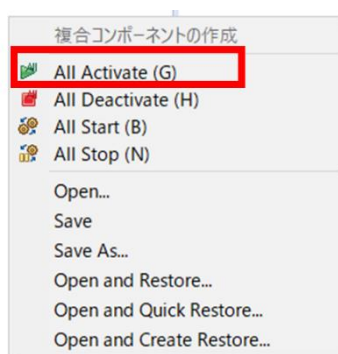 複合コンポーネントの作成
All Activate (G)
All Deactivate (H)
All Start (B)
All Stop (N)
Open...
Save
Save As...
Open and Restore...
Open and Quick Restore...
Open and Create Restore...